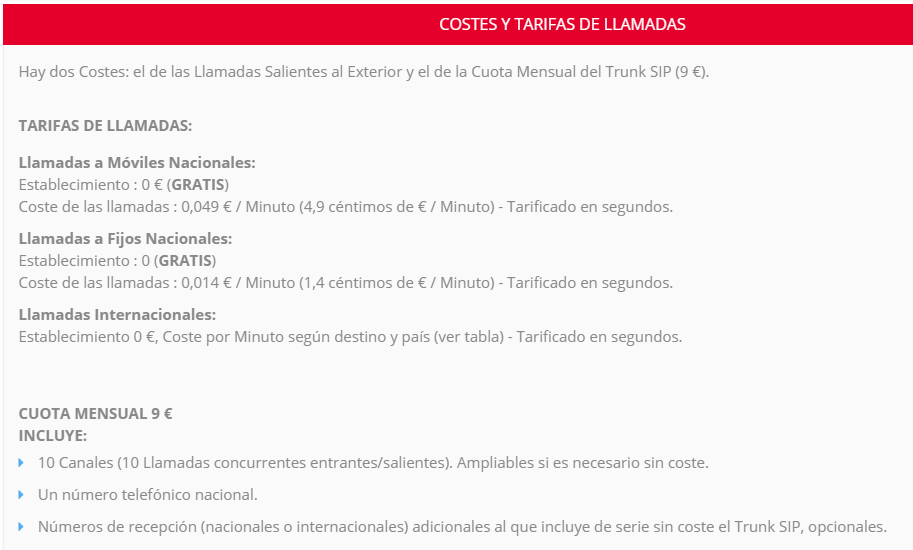 COSTES Y TARIFAS DE LLAMADAS
Hay dos Costes: el de las Llamadas Salientes al Exterior y el de la Cuota Mensual del Trunk SIP (9 €).
TARIFAS DE LLAMADAS:
Llamadas a Móviles Nacionales:
Establecimiento : 0 € (GRATIS)
Coste de las llamadas : 0,049 € / Minuto (4,9 céntimos de € / Minuto) - Tarificado en segundos.
Llamadas a Fijos Nacionales:
Establecimiento : 0 (GRATIS)
Coste de las llamadas : 0,014 € / Minuto (1,4 céntimos de € / Minuto) - Tarificado en segundos.
Llamadas Internacionales:
Establecimiento 0 €, Coste por Minuto según destino y país (ver tabla) - Tarificado en segundos.
CUOTA MENSUAL 9 €
INCLUYE:
10 Canales (10 Llamadas concurrentes entrantes/salientes). Ampliables si es necesario sin coste.
Un número telefónico nacional.
Números de recepción (nacionales o internacionales) adicionales al que incluye de serie sin coste el Trunk SIP, opcionales.